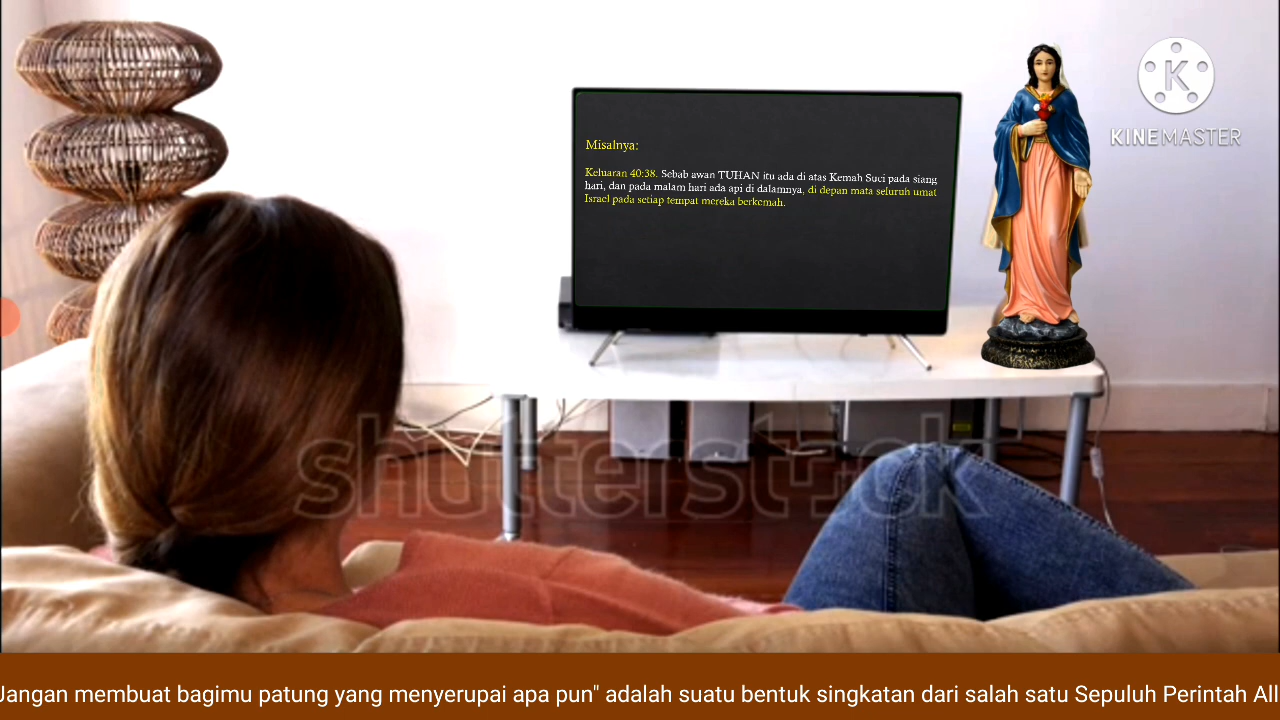 Misalnya:
Keluaran 40:38. Sebab awan TUHAN itu ada di atas Kemah Suci pada siang
hari, dan pada malam hari ada api di dalamnya, di depan mata seluruh umat
Israel pada setiap tempat mereka berkemah.
K
KINEMASTER
shutterstock
Jangan membuat bagimu patung yang menyerupai apa pun" adalah suatu bentuk singkatan dari salah satu Sepuluh Perintah All